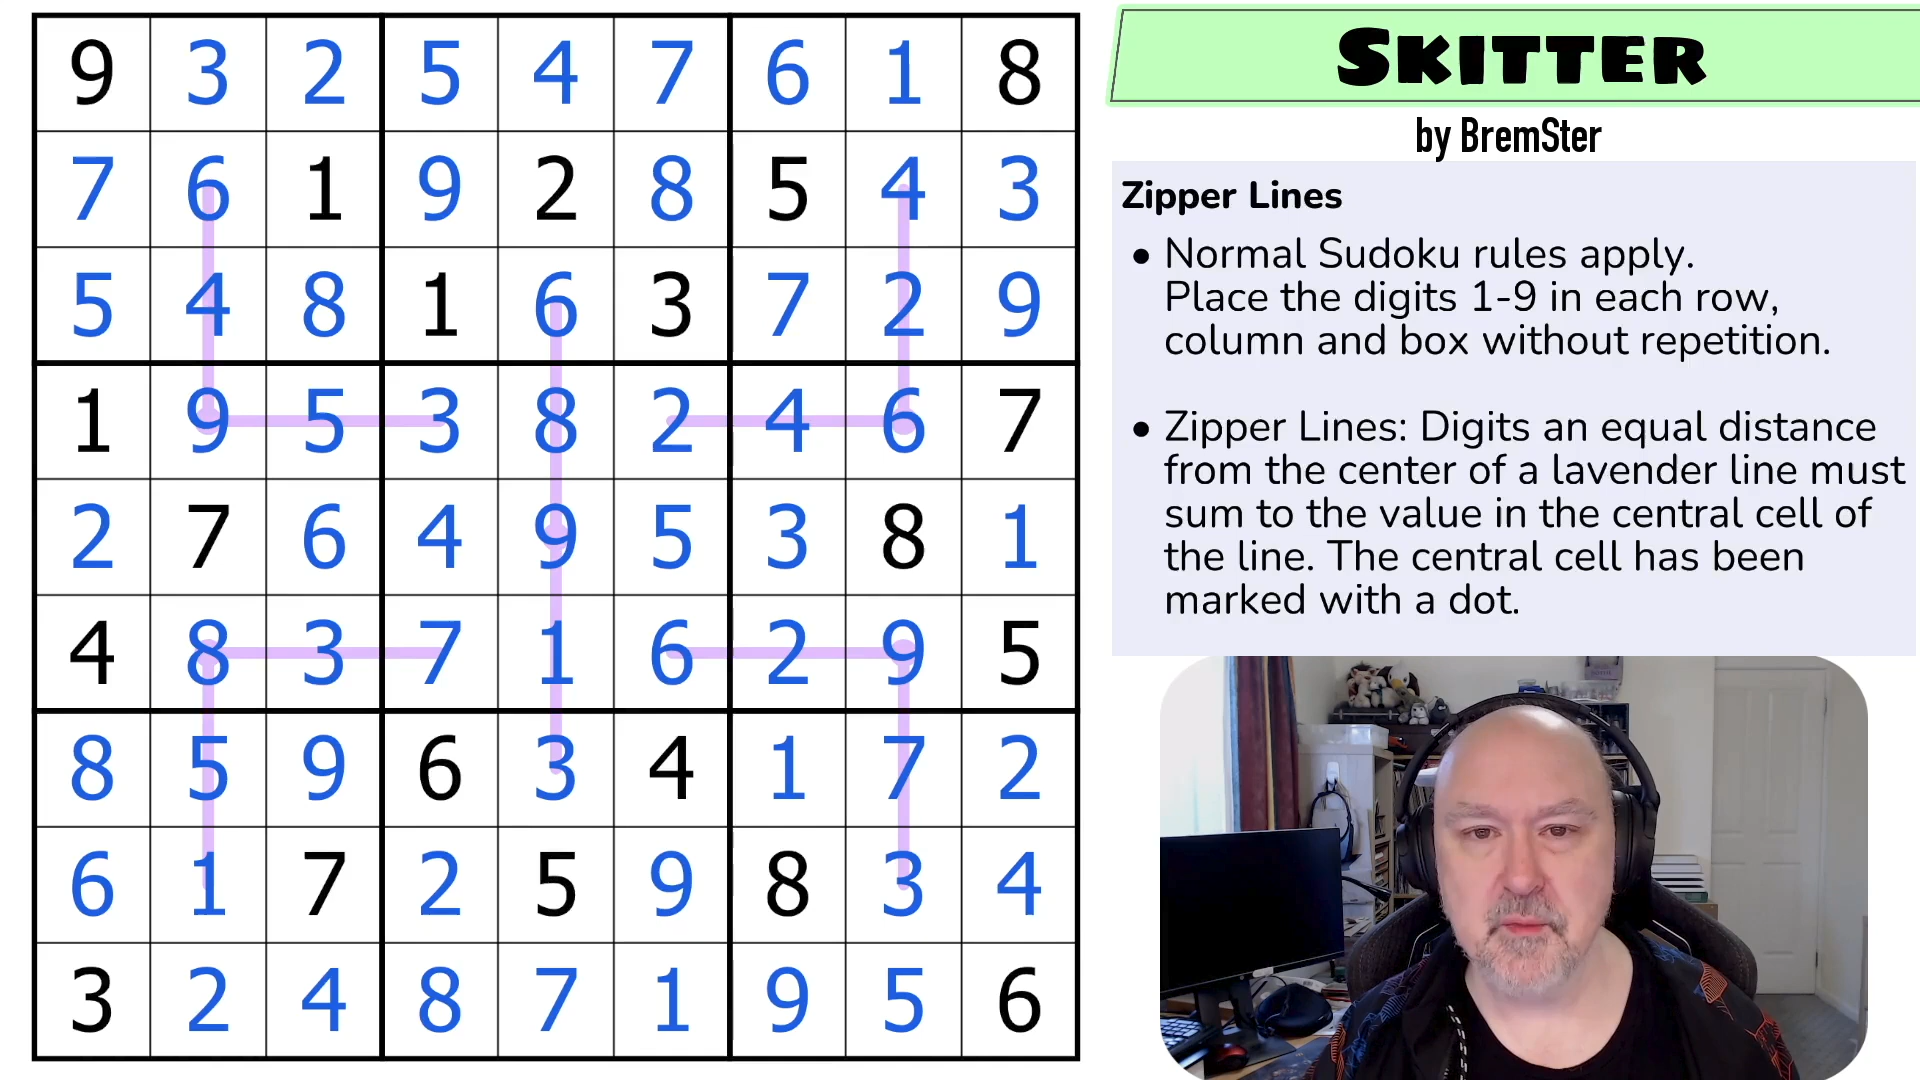 9 3 2 5 4 7 6 1 8
7 6 1 9 2 8 5 4 3
5 4 8 1 6 3 7 2 9
1 9 5 3 8 2 4 6 7
2 7 6 4 9 5 3 8 1
4 8 3 7 1 6 2 9 5
8 5 9 6 3 4 1 7 2
6 1 7 2 5 9 8 3 4
3 2 4 8 7 1 9 5 6
SKITTER
by BremSter
Zipper Lines
• Normal Sudoku rules apply.
Place the digits 1-9 in each row,
column and box without repetition.
• Zipper Lines: Digits an equal distance
from the center of a lavender line must
sum to the value in the central cell of
the line. The central cell has been
marked with a dot.